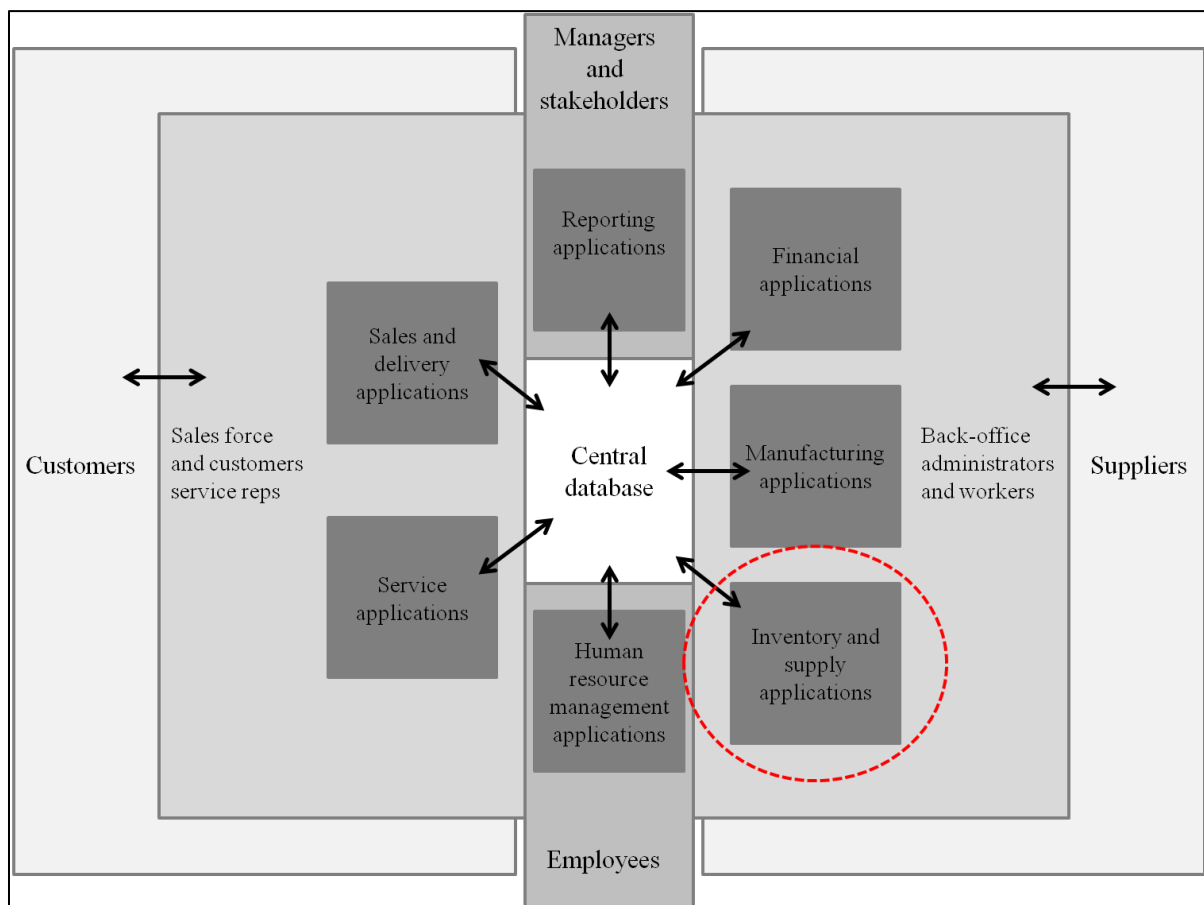 Managers
and
stakeholders
Reporting
applications
Financial
applications
Sales and
delivery
applications
Customers
Sales force
and customers
service reps
Central
database
Manufacturing
applications
Back-office
administrators
and workers
Suppliers
Service
applications
Human
resource
management
applications
Inventory and
supply
applications
Employees